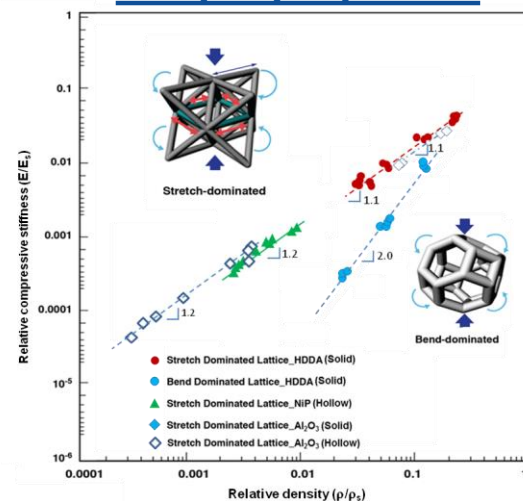 1
0.1
0.01
0.001
0.0001
10-5
10-6
Relative compressive stiffness (E/Es)
Stretch-dominated
1.1
1.1
1.2
2.0
1.2
Bend-dominated
Stretch Dominated Lattice_HDDA (Solid)
Bend Dominated Lattice_HDDA (Solid)
Stretch Dominated Lattice_NiP (Hollow)
Stretch Dominated Lattice_Al2O3 (Solid)
Stretch Dominated Lattice_Al2O3 (Hollow)
0.0001 0.001 0.01 0.1
Relative density (ρ/ρs)